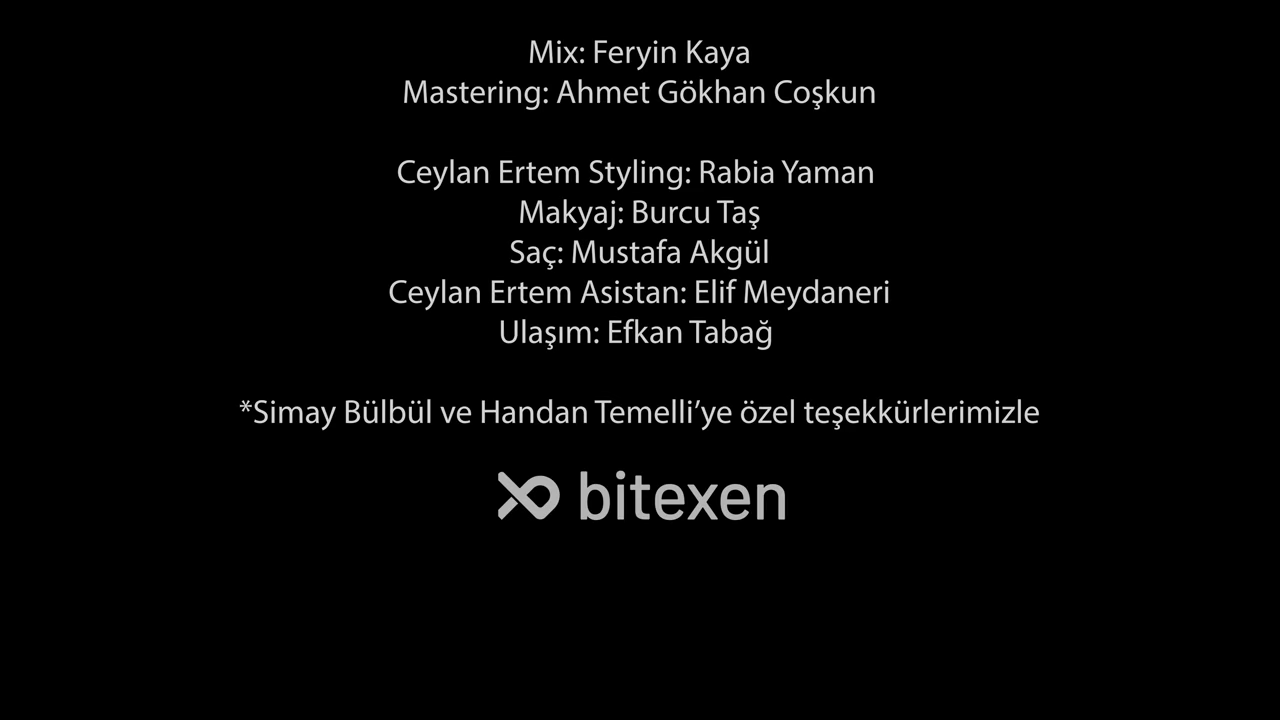 Mix: Feryin Kaya
Mastering: Ahmet Gökhan Coşkun
Ceylan Ertem Styling: Rabia Yaman
Makyaj: Burcu Taş
Saç: Mustafa Akgül
Ceylan Ertem Asistan: Elif Meydaneri
Ulaşım: Efkan Tabağ
*Simay Bülbül ve Handan Temelli’ye özel teşekkürlerimizle
bitexen